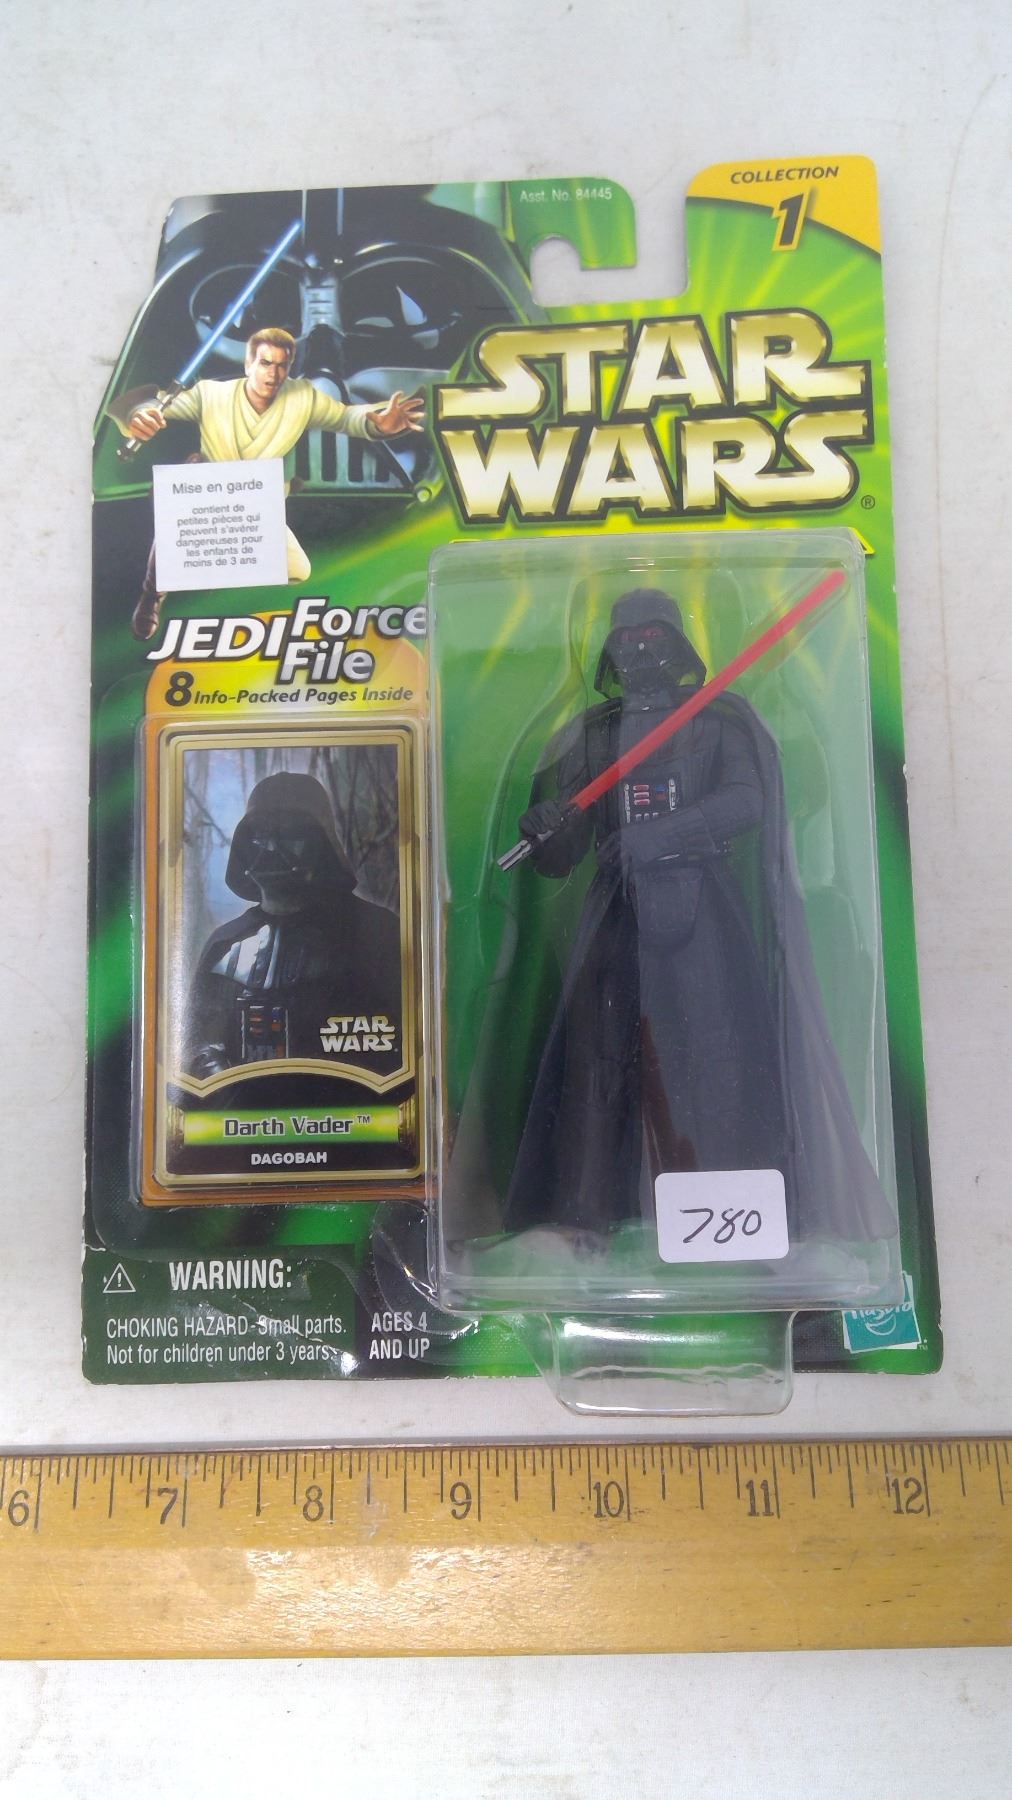 Asst. No. 84445
COLLECTION
1
STAR
WARS®
Mise en garde
contient de
petites pièces qui
peuvent s'avérer
dangereuses pour
les enfants de
moins de 3 ans
JEDI Force
File
8 Info-Packed Pages Inside
STAR
WARS
Darth Vader™
DAGOBAH
780
WARNING:
CHOKING HAZARD-Small parts.
Not for children under 3 years
AGES 4
AND UP
Hasbro
TM
6 7 8 9 10 11 12